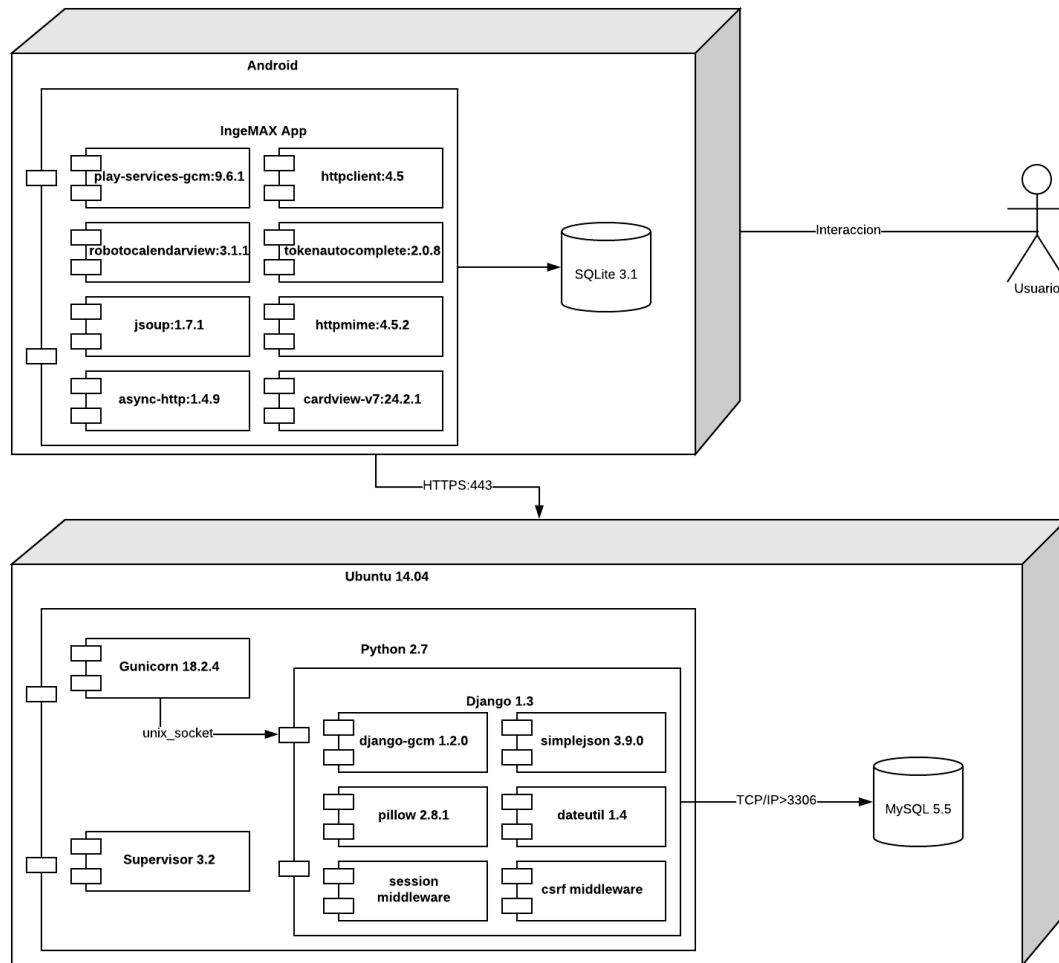 Android
IngeMAX App
play-services-gcm:9.6.1
httpclient:4.5
robotocalendarview:3.1.1
tokenautocomplete:2.0.8
jsoup:1.7.1
httpmime:4.5.2
async-http:1.4.9
cardview-v7:24.2.1
SQLite 3.1
Interaccion
Usuario
HTTPS:443
Ubuntu 14.04
Python 2.7
Gunicorn 18.2.4
unix_socket
Supervisor 3.2
Django 1.3
django-gcm 1.2.0
simplejson 3.9.0
pillow 2.8.1
dateutil 1.4
session
middleware
csrf middleware
TCP/IP>3306
MySQL 5.5